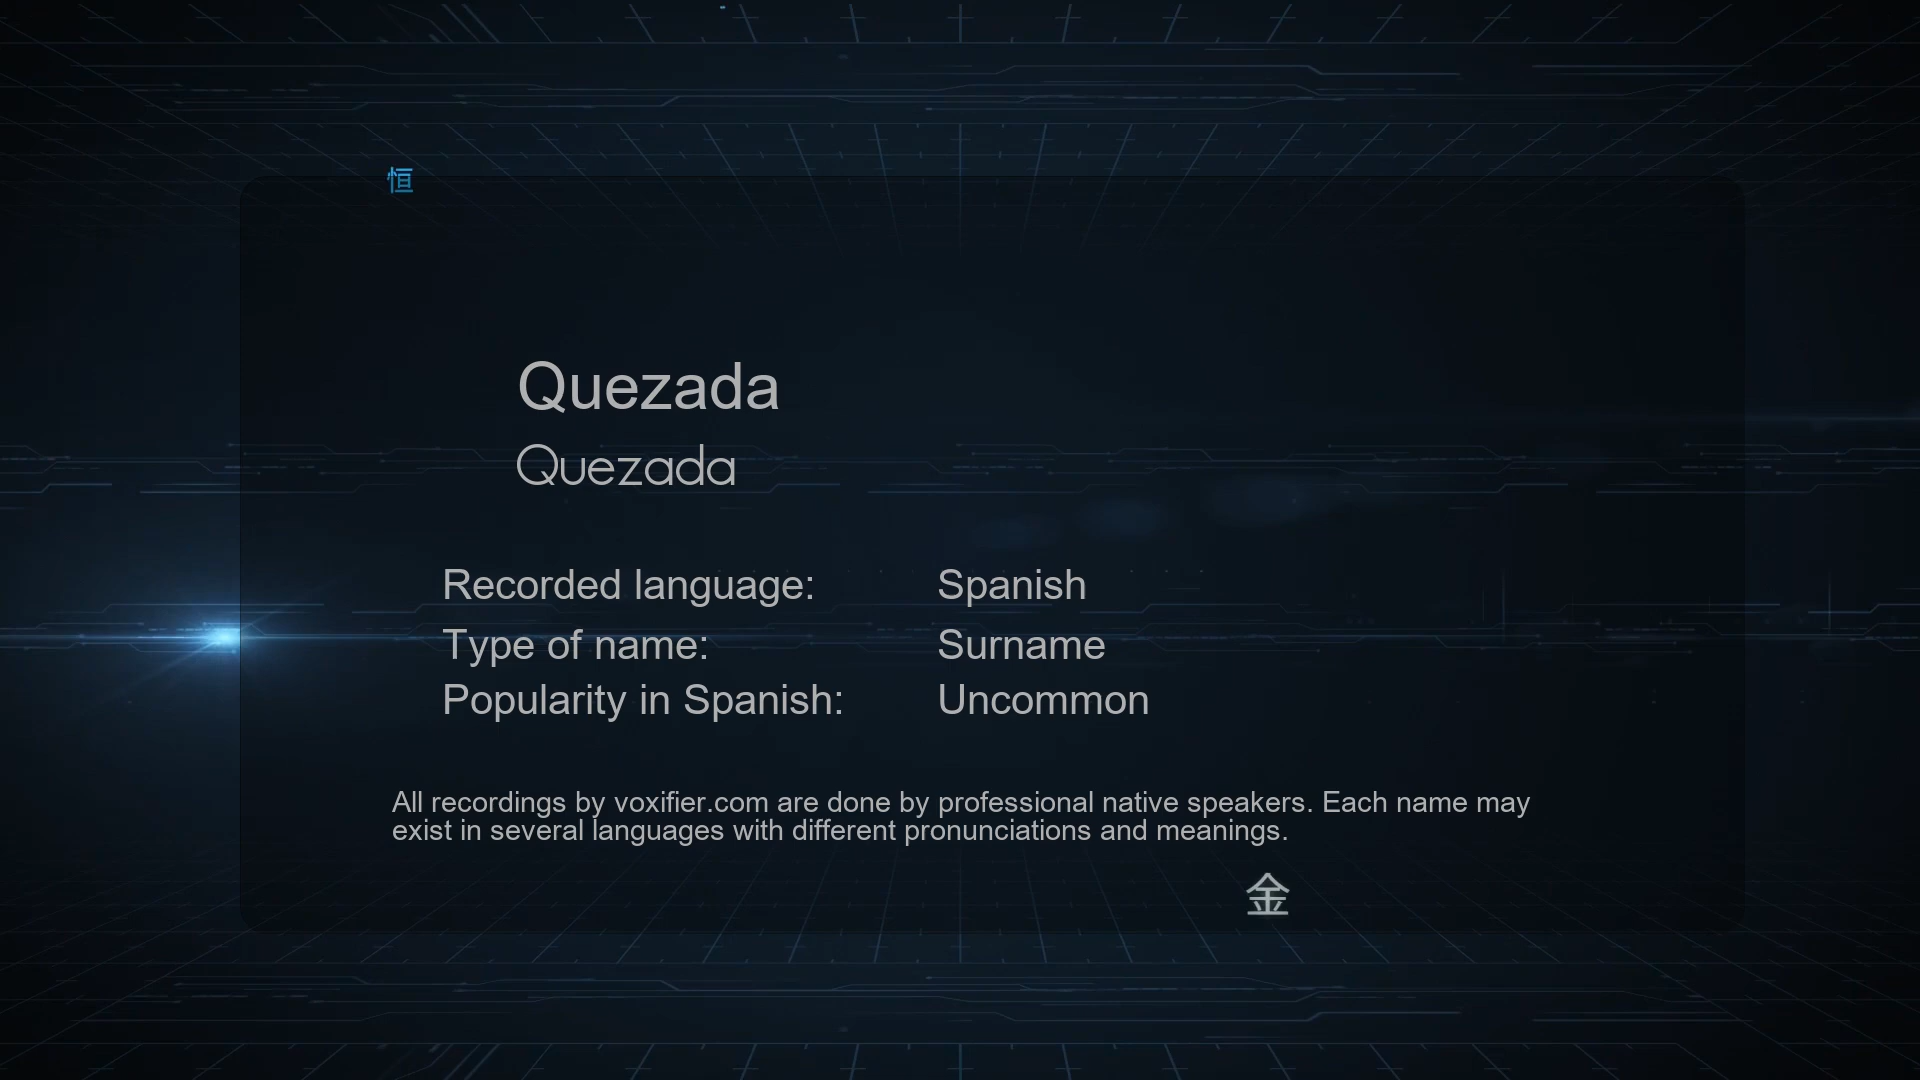 恒
Quezada
Quezada
Recorded language: Spanish
Type of name: Surname
Popularity in Spanish: Uncommon
All recordings by voxifier.com are done by professional native speakers. Each name may
exist in several languages with different pronunciations and meanings.
金